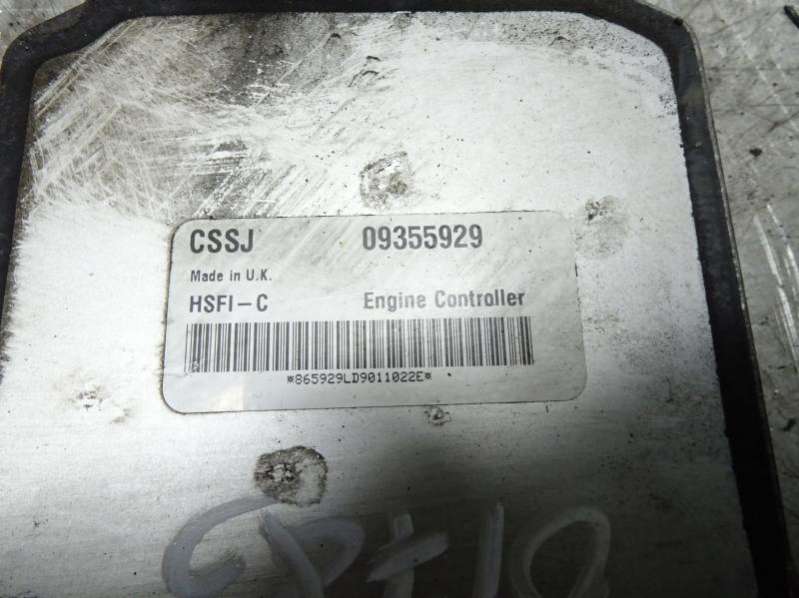 CSSJ 09355929
Made in U.K.
HSFI-C Engine Controller
*865929LD9011022E*